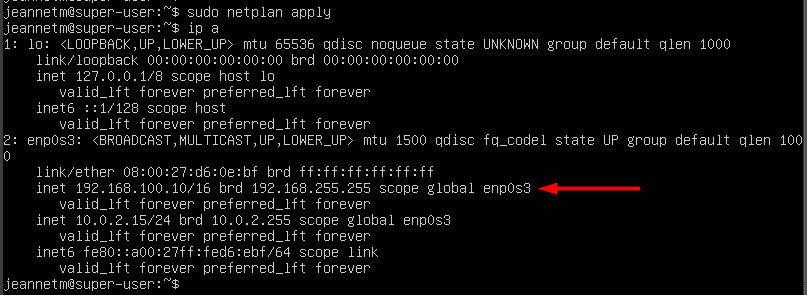 jeannetm@super-user:~$ sudo netplan apply
jeannetm@super-user:~$ ip a
1: lo: <LOOPBACK,UP,LOWER_UP> mtu 65536 qdisc noqueue state UNKNOWN group default qlen 1000
link/loopback 00:00:00:00:00:00 brd 00:00:00:00:00:00
inet 127.0.0.1/8 scope host lo
valid_lft forever preferred_lft forever
inet6 ::1/128 scope host
valid_lft forever preferred_lft forever
2: enp0s3: <BROADCAST,MULTICAST,UP,LOWER_UP> mtu 1500 qdisc fq_codel state UP group default qlen 100
0
link/ether 08:00:27:d6:0e:bf brd ff:ff:ff:ff:ff:ff
inet 192.168.100.10/16 brd 192.168.255.255 scope global enp0s3
valid_lft forever preferred_lft forever
inet 10.0.2.15/24 brd 10.0.2.255 scope global enp0s3
valid_lft forever preferred_lft forever
inet6 fe80::a00:27ff:fed6:ebf/64 scope link
valid_lft forever preferred_lft forever
jeannetm@super-user:~$